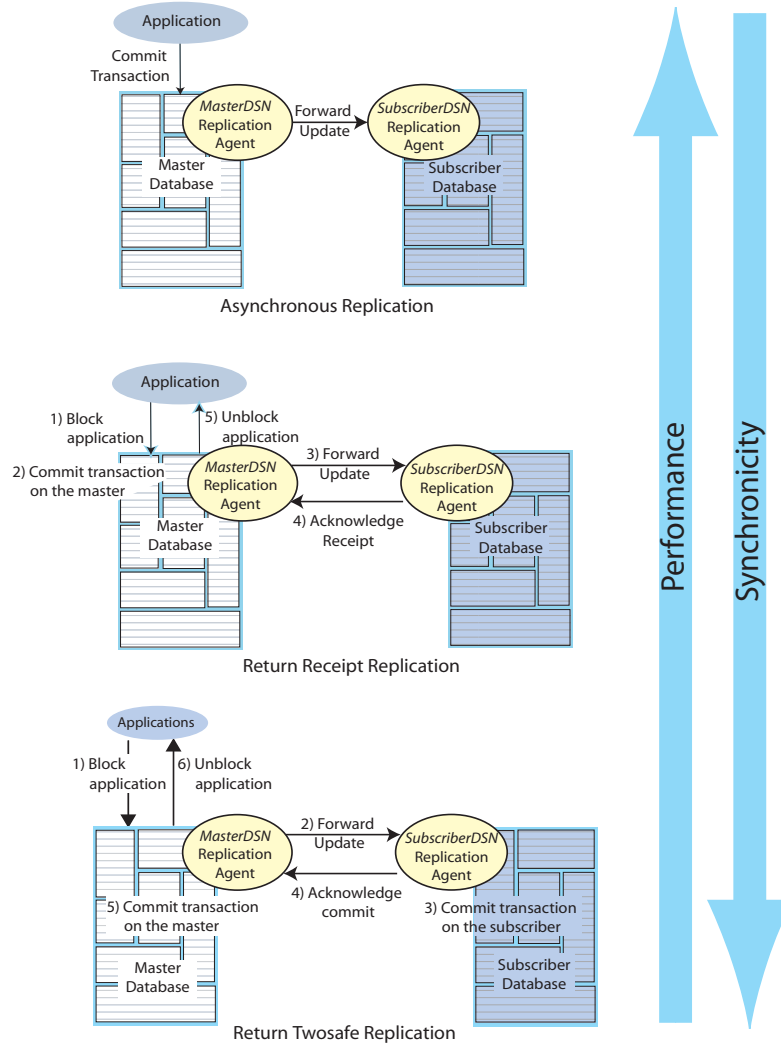 Application
Commit
Transaction
MasterDSN
Replication
Agent
Forward
Update
SubscriberDSN
Replication
Agent
Master
Database
Subscriber
Database
Asynchronous Replication
Application
1) Block
application
5) Unblock
application
2) Commit transaction
on the master
MasterDSN
Replication
Agent
3) Forward
Update
SubscriberDSN
Replication
Agent
4) Acknowledge
Receipt
Master
Database
Subscriber
Database
Return Receipt Replication
Applications
1) Block
application
6) Unblock
application
MasterDSN
Replication
Agent
2) Forward
Update
SubscriberDSN
Replication
Agent
4) Acknowledge
commit
5) Commit transaction
on the master
3) Commit transaction
on the subscriber
Master
Database
Subscriber
Database
Return Twosafe Replication
Performance
Synchronicity